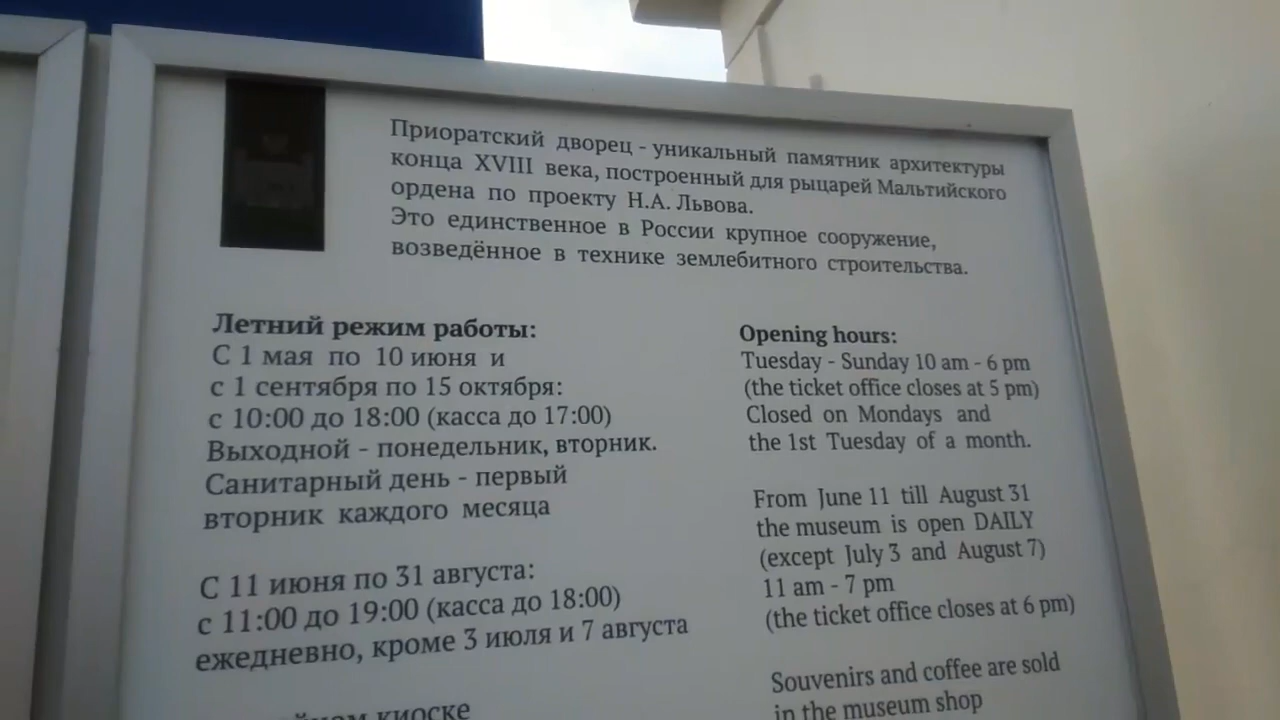 Приоратский дворец - уникальный памятник архитектуры
конца XVIII века, построенный для рыцарей Мальтийского
ордена по проекту Н.А. Львова.
Это единственное в России крупное сооружение,
возведённое в технике землебитного строительства.
Летний режим работы:
С 1 мая по 10 июня и
с 1 сентября по 15 октября:
с 10:00 до 18:00 (касса до 17:00)
Выходной - понедельник, вторник.
Санитарный день - первый
вторник каждого месяца
С 11 июня по 31 августа:
с 11:00 до 19:00 (касса до 18:00)
ежедневно, кроме 3 июля и 7 августа
киоске
Opening hours:
Tuesday - Sunday 10 am - 6 pm
(the ticket office closes at 5 pm)
Closed on Mondays and
the 1st Tuesday of a month.
From June 11 till August 31
the museum is open DAILY
(except July 3 and August 7)
11 am - 7 pm
(the ticket office closes at 6 pm)
Souvenirs and coffee are sold
in the museum shop